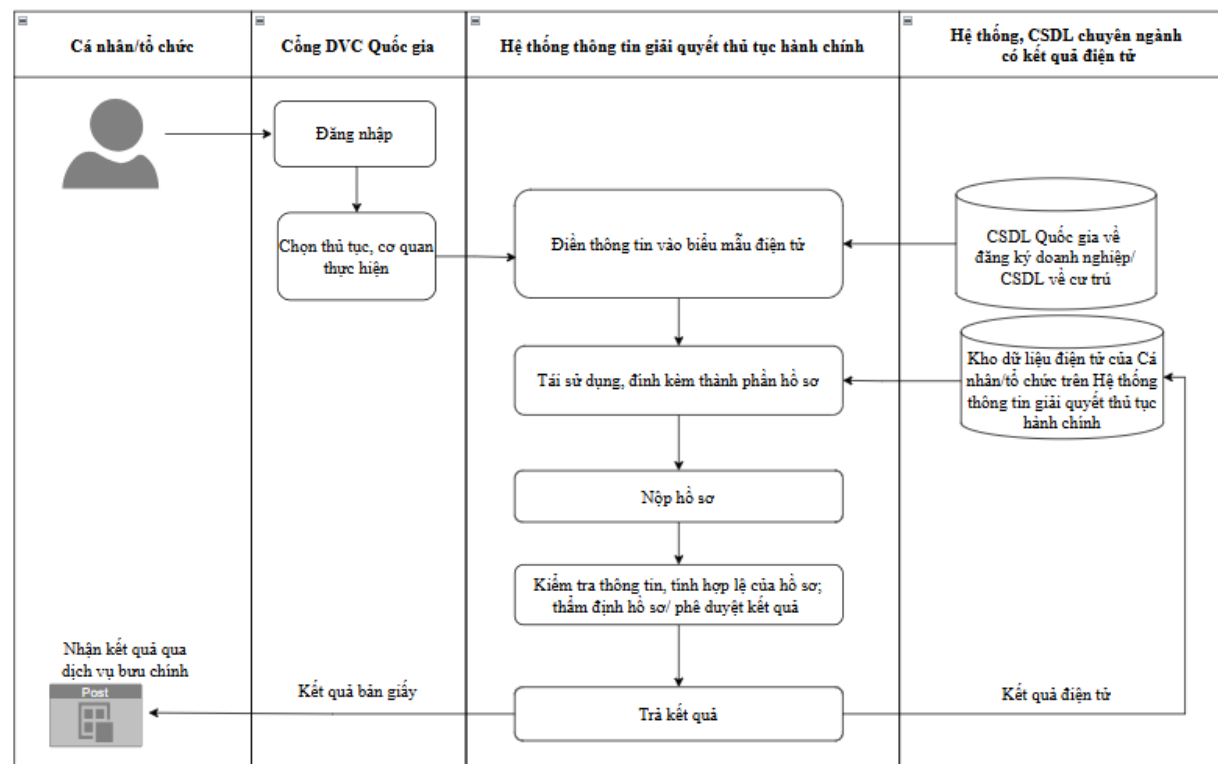 Cá nhân/tổ chức
Cổng DVC Quốc gia
Hệ thống thông tin giải quyết thủ tục hành chính
Hệ thống, CSDL chuyên ngành
có kết quả điện tử
Đăng nhập
Chọn thủ tục, cơ quan
thực hiện
Điền thông tin vào biểu mẫu điện tử
CSDL Quốc gia về
đăng ký doanh nghiệp/
CSDL về cư trú
Tái sử dụng, đính kèm thành phần hồ sơ
Kho dữ liệu điện tử của Cá
nhân/tổ chức trên Hệ thống
thông tin giải quyết thủ tục
hành chính
Nộp hồ sơ
Kiểm tra thông tin, tính hợp lệ của hồ sơ;
thẩm định hồ sơ/ phê duyệt kết quả
Nhận kết quả qua
dịch vụ bưu chính
Post
Kết quả bản giấy
Trả kết quả
Kết quả điện tử